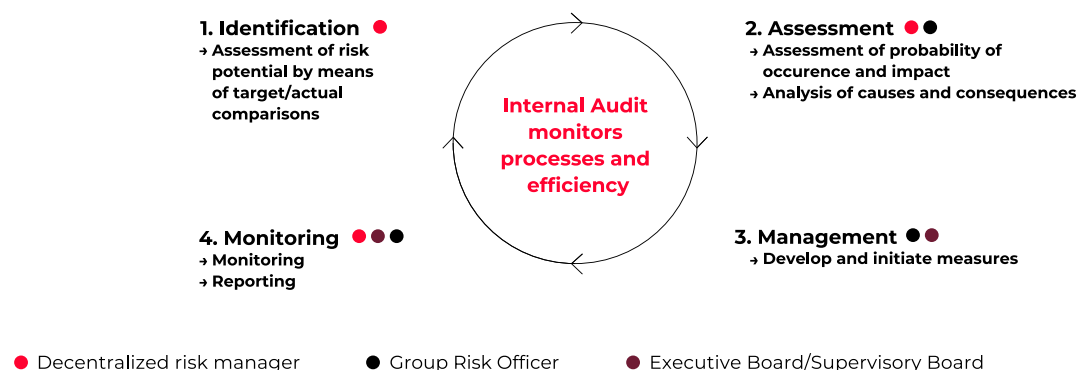 1. Identification
→ Assessment of risk
potential by means
of target/actual
comparisons
2. Assessment
→ Assessment of probability of
occurence and impact
→ Analysis of causes and consequences
Internal Audit
monitors
processes and
efficiency
4. Monitoring
→ Monitoring
→ Reporting
3. Management
→ Develop and initiate measures
Decentralized risk manager
Group Risk Officer
Executive Board/Supervisory Board